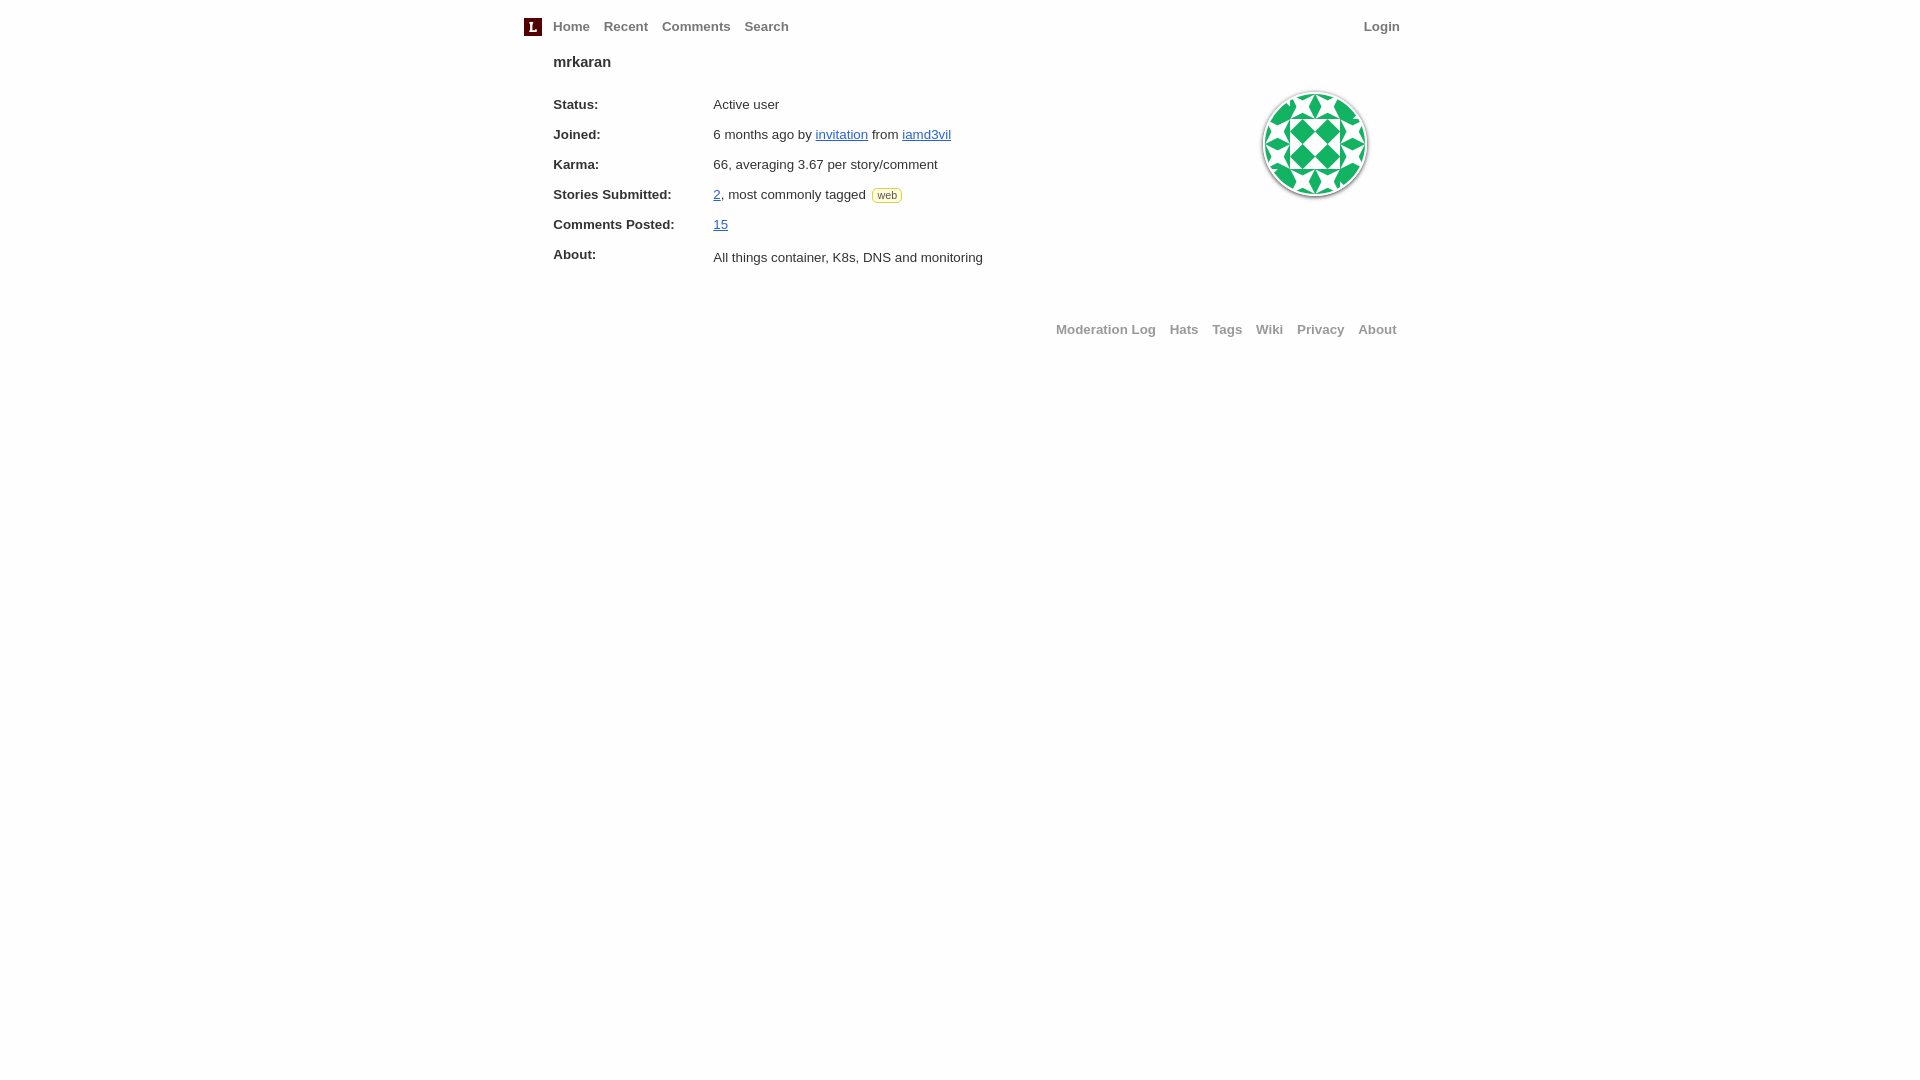 L Home Recent Comments Search Login
mrkaran
Status: Active user
Joined: 6 months ago by invitation from iamd3vil
Karma: 66, averaging 3.67 per story/comment
Stories Submitted: 2, most commonly tagged web
Comments Posted: 15
About: All things container, K8s, DNS and monitoring
Moderation Log Hats Tags Wiki Privacy About